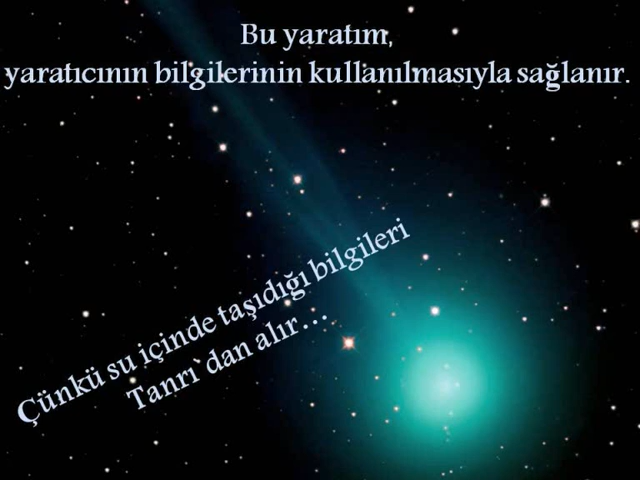 Bu yaratım,
yaratıcının bilgilerinin kullanılmasıyla sağlanır.
Çünkü su içinde taşıdığı bilgileri
Tanrı`dan alır...